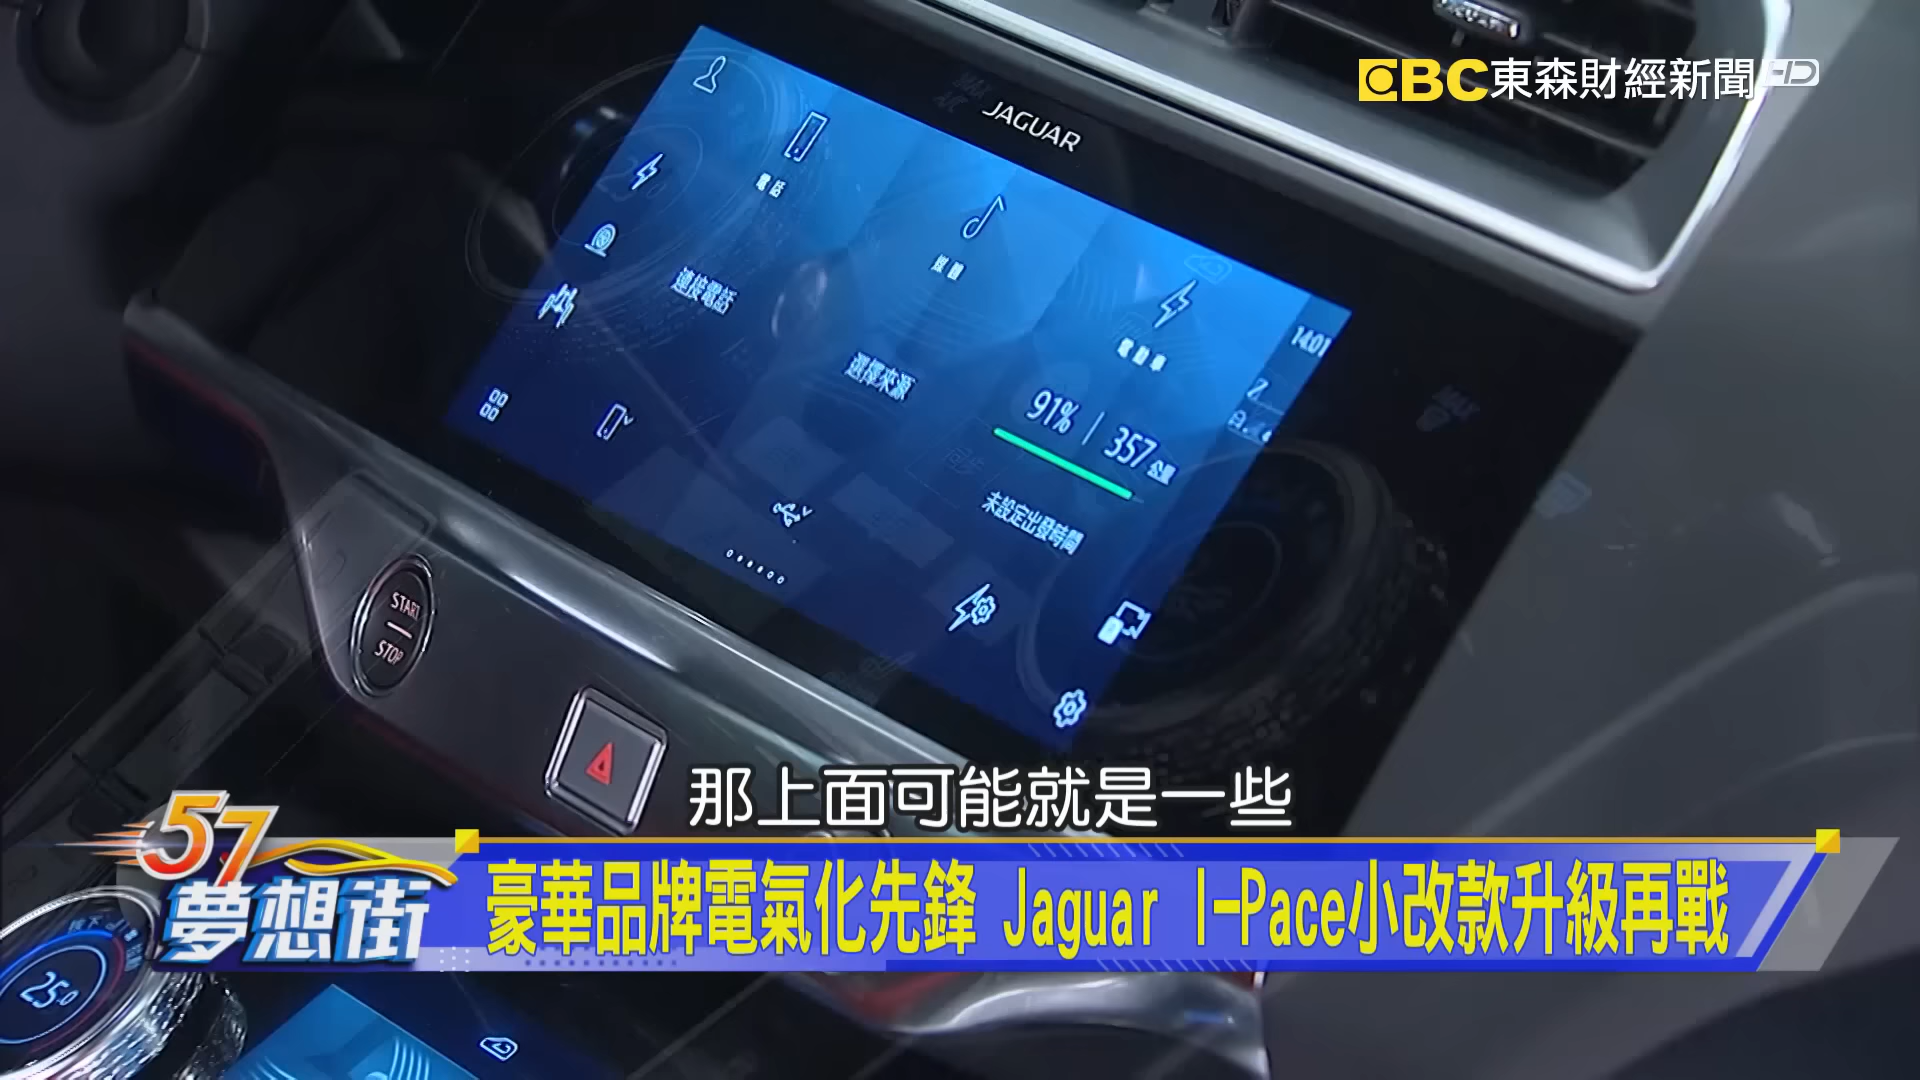 EBC東森財經新聞HD
JAGUAR
電話
媒體
電動車
14:01
連接電話
選擇來源
91% | 357公里
未設定出發時間
START
STOP
那上面可能就是一些
57
夢想街
豪華品牌電氣化先鋒 Jaguar I-Pace小改款升級再戰
25.0